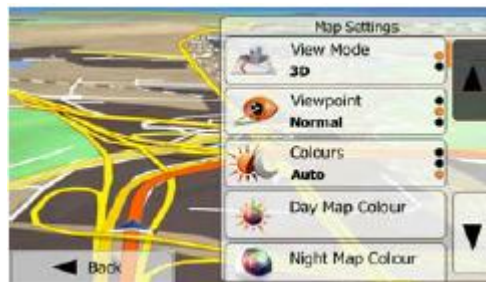 Map Settings
View Mode
3D
Viewpoint
Normal
Colours
Auto
Day Map Colour
Night Map Colour
Back